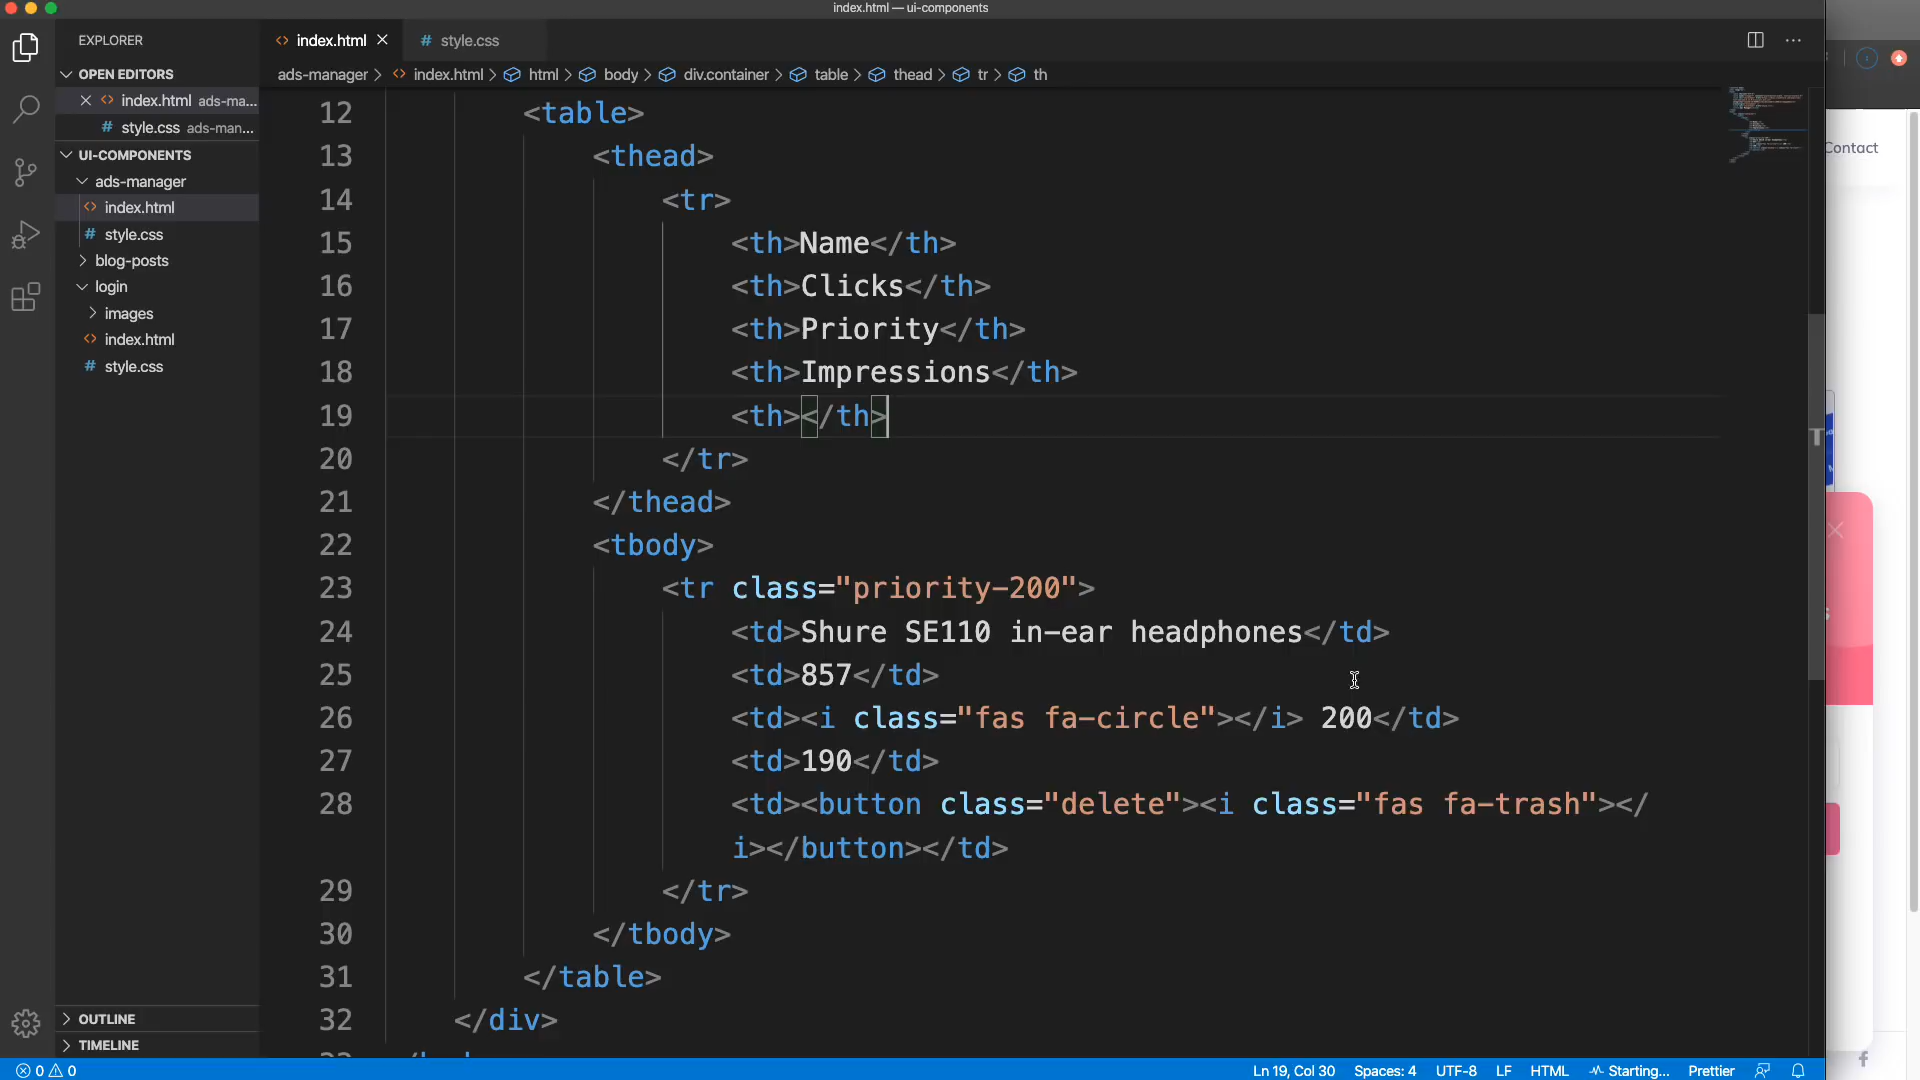 index.html — ui-components
EXPLORER
index.html
# style.css
OPEN EDITORS
ads-manager > index.html > html > body > div.container > table > thead > tr > th
index.html ads-ma...
# style.css ads-man...
UI-COMPONENTS
ads-manager
index.html
# style.css
blog-posts
login
images
index.html
# style.css
OUTLINE
TIMELINE
12 <table>
13 <thead>
14 <tr>
15 <th>Name</th>
16 <th>Clicks</th>
17 <th>Priority</th>
18 <th>Impressions</th>
19 <th></th>
20 </tr>
21 </thead>
22 <tbody>
23 <tr class="priority-200">
24 <td>Shure SE110 in-ear headphones</td>
25 <td>857</td>
26 <td><i class="fas fa-circle"></i> 200</td>
27 <td>190</td>
28 <td><button class="delete"><i class="fas fa-trash"></
i></button></td>
29 </tr>
30 </tbody>
31 </table>
32 </div>
Contact
0 0
Ln 19, Col 30
Spaces: 4
UTF-8
LF
HTML
Starting...
Prettier